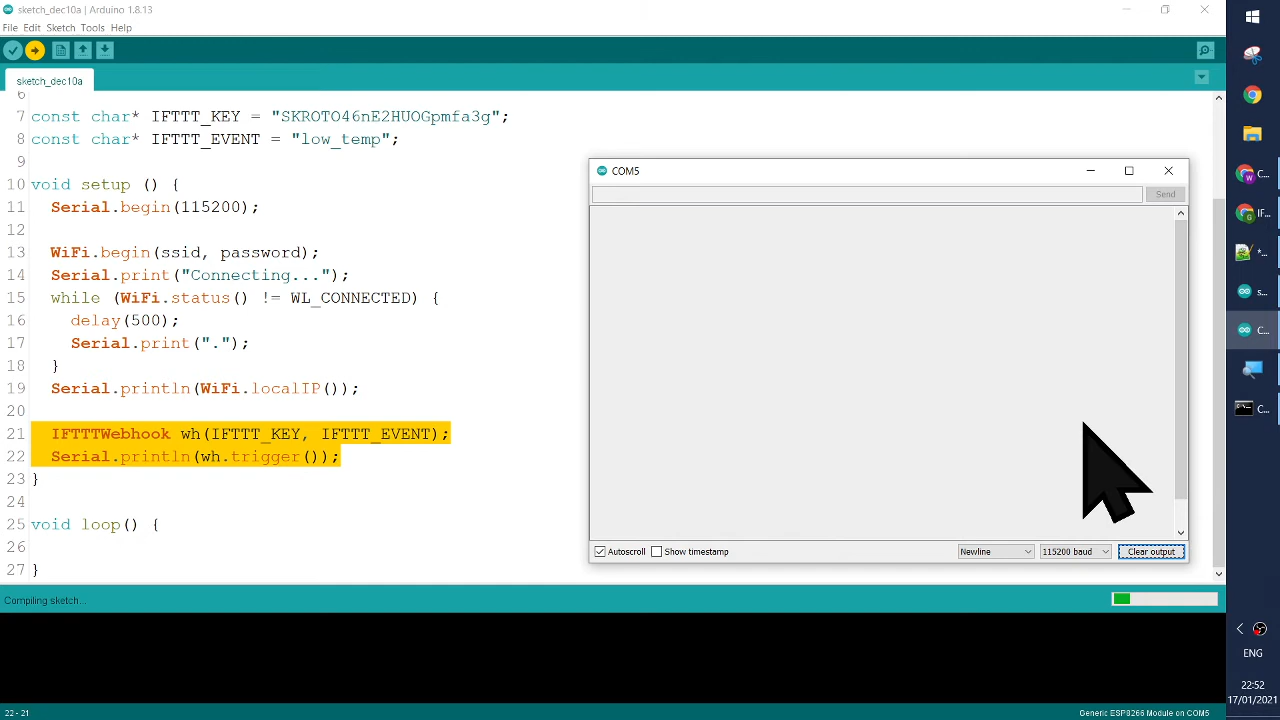 sketch_dec10a | Arduino 1.8.13
File Edit Sketch Tools Help
sketch_dec10a
6
7 const char* IFTTT_KEY = "SKROTO46nE2HUOGpmfa3g";
8 const char* IFTTT_EVENT = "low_temp";
9
10 void setup () {
11 Serial.begin(115200);
12
13 WiFi.begin(ssid, password);
14 Serial.print("Connecting...");
15 while (WiFi.status() != WL_CONNECTED) {
16 delay(500);
17 Serial.print(".");
18 }
19 Serial.println(WiFi.localIP());
20
21 IFTTTWebhook wh(IFTTT_KEY, IFTTT_EVENT);
22 Serial.println(wh.trigger());
23 }
24
25 void loop() {
26
27 }
COM5
Send
Autoscroll Show timestamp Newline 115200 baud Clear output
Compiling sketch...
22 - 21 Generic ESP8266 Module on COM5
C...
IF...
*...
s...
C...
C...
ENG
22:52
17/01/2021